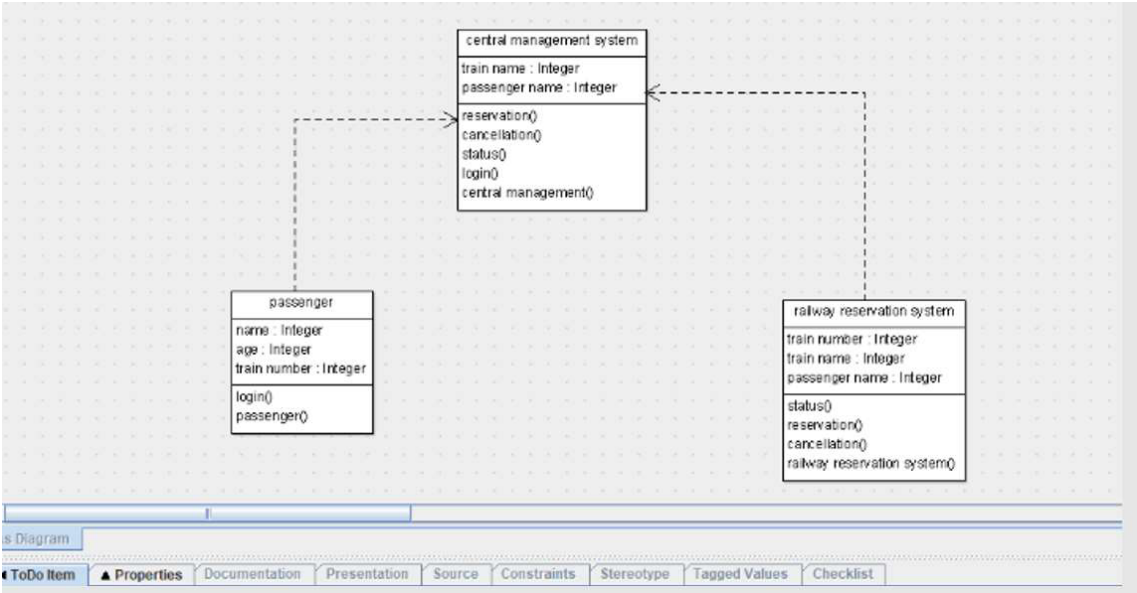 central management system
train name : Integer
passenger name : Integer
reservation()
cancellation()
status()
login()
central management()
passenger
name : Integer
age : Integer
train number : Integer
login()
passenger()
railway reservation system
train number : Integer
train name : Integer
passenger name : Integer
status()
reservation()
cancellation()
railway reservation system()
s Diagram
ToDo Item ▲ Properties Documentation Presentation Source Constraints Stereotype Tagged Values Checklist